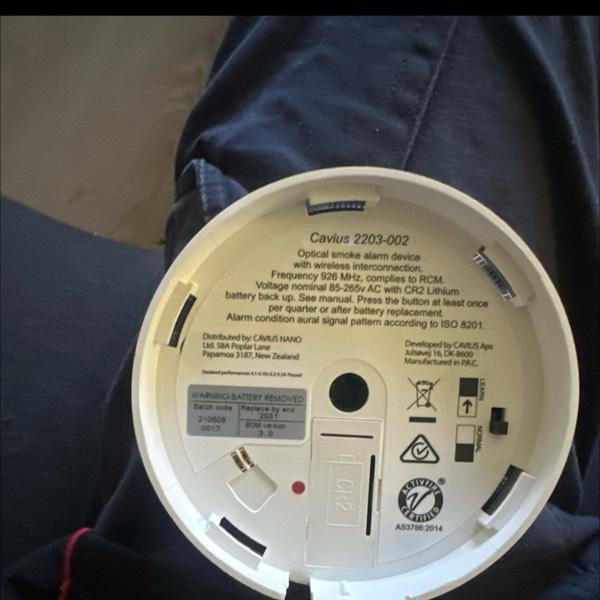 Cavius 2203-002
Optical smoke alarm device
with wireless interconnection.
Frequency 926 MHz, complies to RCM.
Voltage nominal 85-265v AC with CR2 Lithium
battery back up. See manual. Press the button at least once
per quarter or after battery replacement.
Alarm condition aural signal pattern according to ISO 8201.
Distributed by: CAVIUS NANO
Ltd. 58A Poplar Lane
Papamoa 3187, New Zealand
Developed by CAVIUS Aps
Julsøvej 16, DK-8600
Manufactured in P.R.C.
WARNING:BATTERY REMOVED
Batch code
210608
0017
Replace by end
2031
BOM version
3.0
LEARN
NORMAL
CR2
ACTIVFIRE
CERTIFIED
®
AS3786:2014